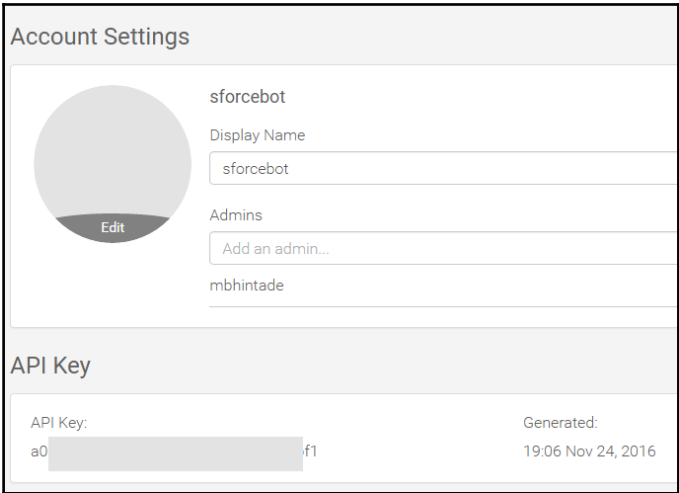 Account Settings
sforcebot
Display Name
sforcebot
Edit
Admins
Add an admin...
mbhintade
API Key
API Key:
Generated:
a0 f1
19:06 Nov 24, 2016